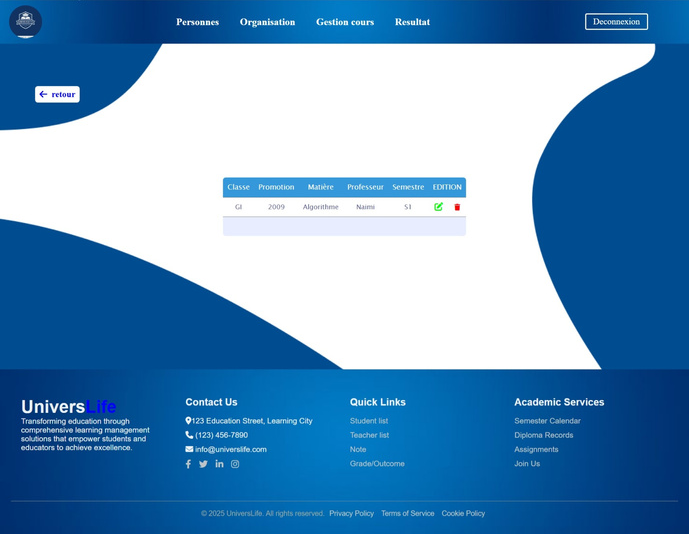 Personnes Organisation Gestion cours Resultat Deconnexion
retour
Classe Promotion Matière Professeur Semestre EDITION
GI 2009 Algorithme Naimi S1
UniversLife
Transforming education through
comprehensive learning management
solutions that empower students and
educators to achieve excellence.
Contact Us
123 Education Street, Learning City
(123) 456-7890
info@universlife.com
Quick Links
Student list
Teacher list
Note
Grade/Outcome
Academic Services
Semester Calendar
Diploma Records
Assignments
Join Us
© 2025 UniversLife. All rights reserved. Privacy Policy Terms of Service Cookie Policy